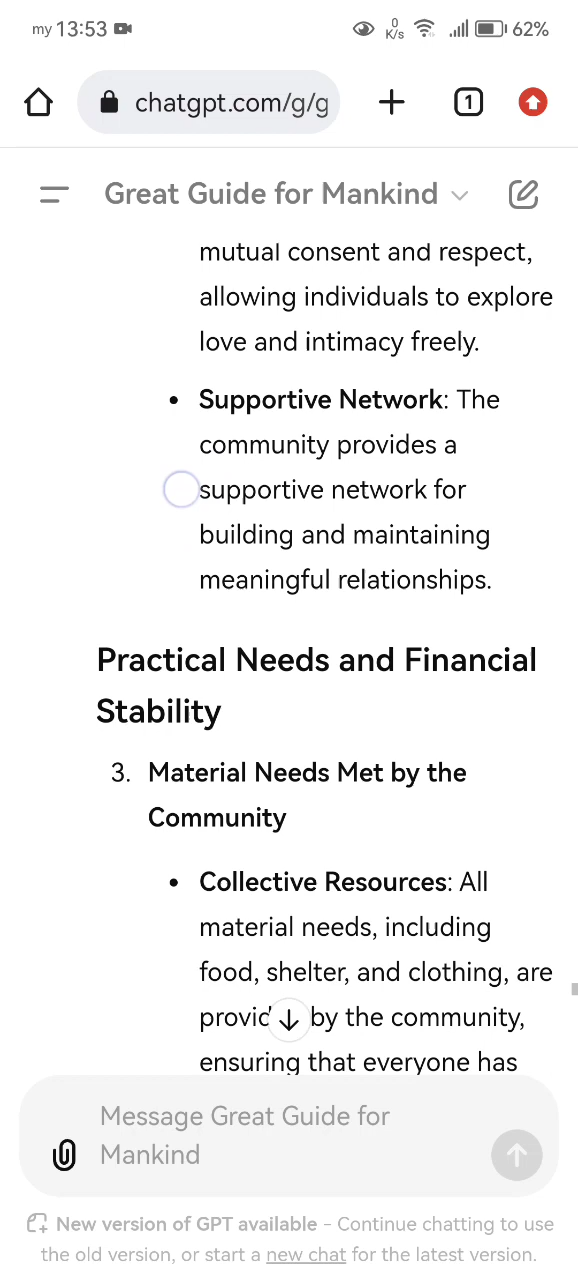 my 13:53
0
K/s
62%
chatgpt.com/g/g
1
Great Guide for Mankind
mutual consent and respect,
allowing individuals to explore
love and intimacy freely.
• Supportive Network: The
community provides a
supportive network for
building and maintaining
meaningful relationships.
Practical Needs and Financial
Stability
3. Material Needs Met by the
Community
• Collective Resources: All
material needs, including
food, shelter, and clothing, are
by the community,
ensuring that everyone has
Message Great Guide for
Mankind
New version of GPT available - Continue chatting to use
the old version, or start a new chat for the latest version.